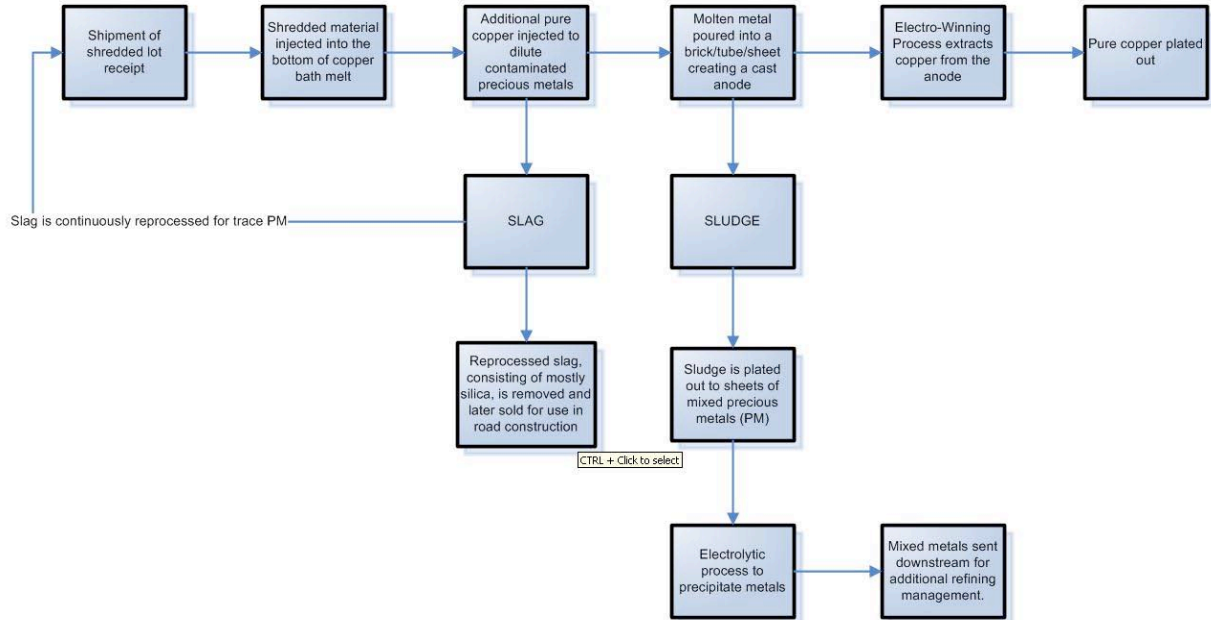 Shipment of
shredded lot
receipt
Shredded material
injected into the
bottom of copper
bath melt
Additional pure
copper injected to
dilute
contaminated
precious metals
Molten metal
poured into a
brick/tube/sheet
creating a cast
anode
Electro-Winning
Process extracts
copper from the
anode
Pure copper plated
out
Slag is continuously reprocessed for trace PM
SLAG
SLUDGE
Reprocessed slag,
consisting of mostly
silica, is removed and
later sold for use in
road construction
Sludge is plated
out to sheets of
mixed precious
metals (PM)
CTRL + Click to select
Electrolytic
process to
precipitate metals
Mixed metals sent
downstream for
additional refining
management.